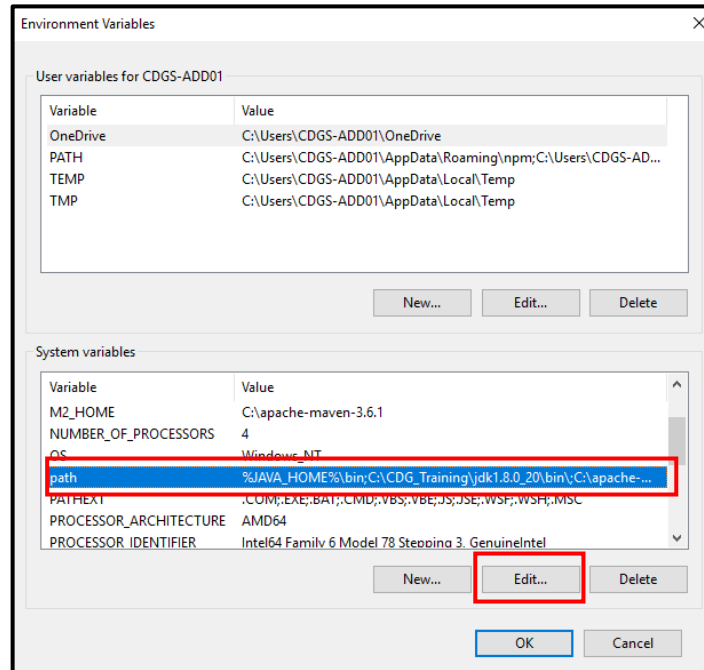 Environment Variables
User variables for CDGS-ADD01
Variable Value
OneDrive C:\Users\CDGS-ADD01\OneDrive
PATH C:\Users\CDGS-ADD01\AppData\Roaming\npm;C:\Users\CDGS-AD...
TEMP C:\Users\CDGS-ADD01\AppData\Local\Temp
TMP C:\Users\CDGS-ADD01\AppData\Local\Temp
New... Edit... Delete
System variables
Variable Value
M2_HOME C:\apache-maven-3.6.1
NUMBER_OF_PROCESSORS 4
OS Windows_NT
path %JAVA_HOME%\bin;C:\CDG_Training\jdk1.8.0_20\bin\;C:\apache-...
PATHEXT .COM;.EXE;.BAT;.CMD;.VBS;.VBE;.JS;.JSE;.WSF;.WSH;.MSC
PROCESSOR_ARCHITECTURE AMD64
PROCESSOR_IDENTIFIER Intel64 Family 6 Model 78 Stepping 3, GenuineIntel
New... Edit... Delete
OK Cancel